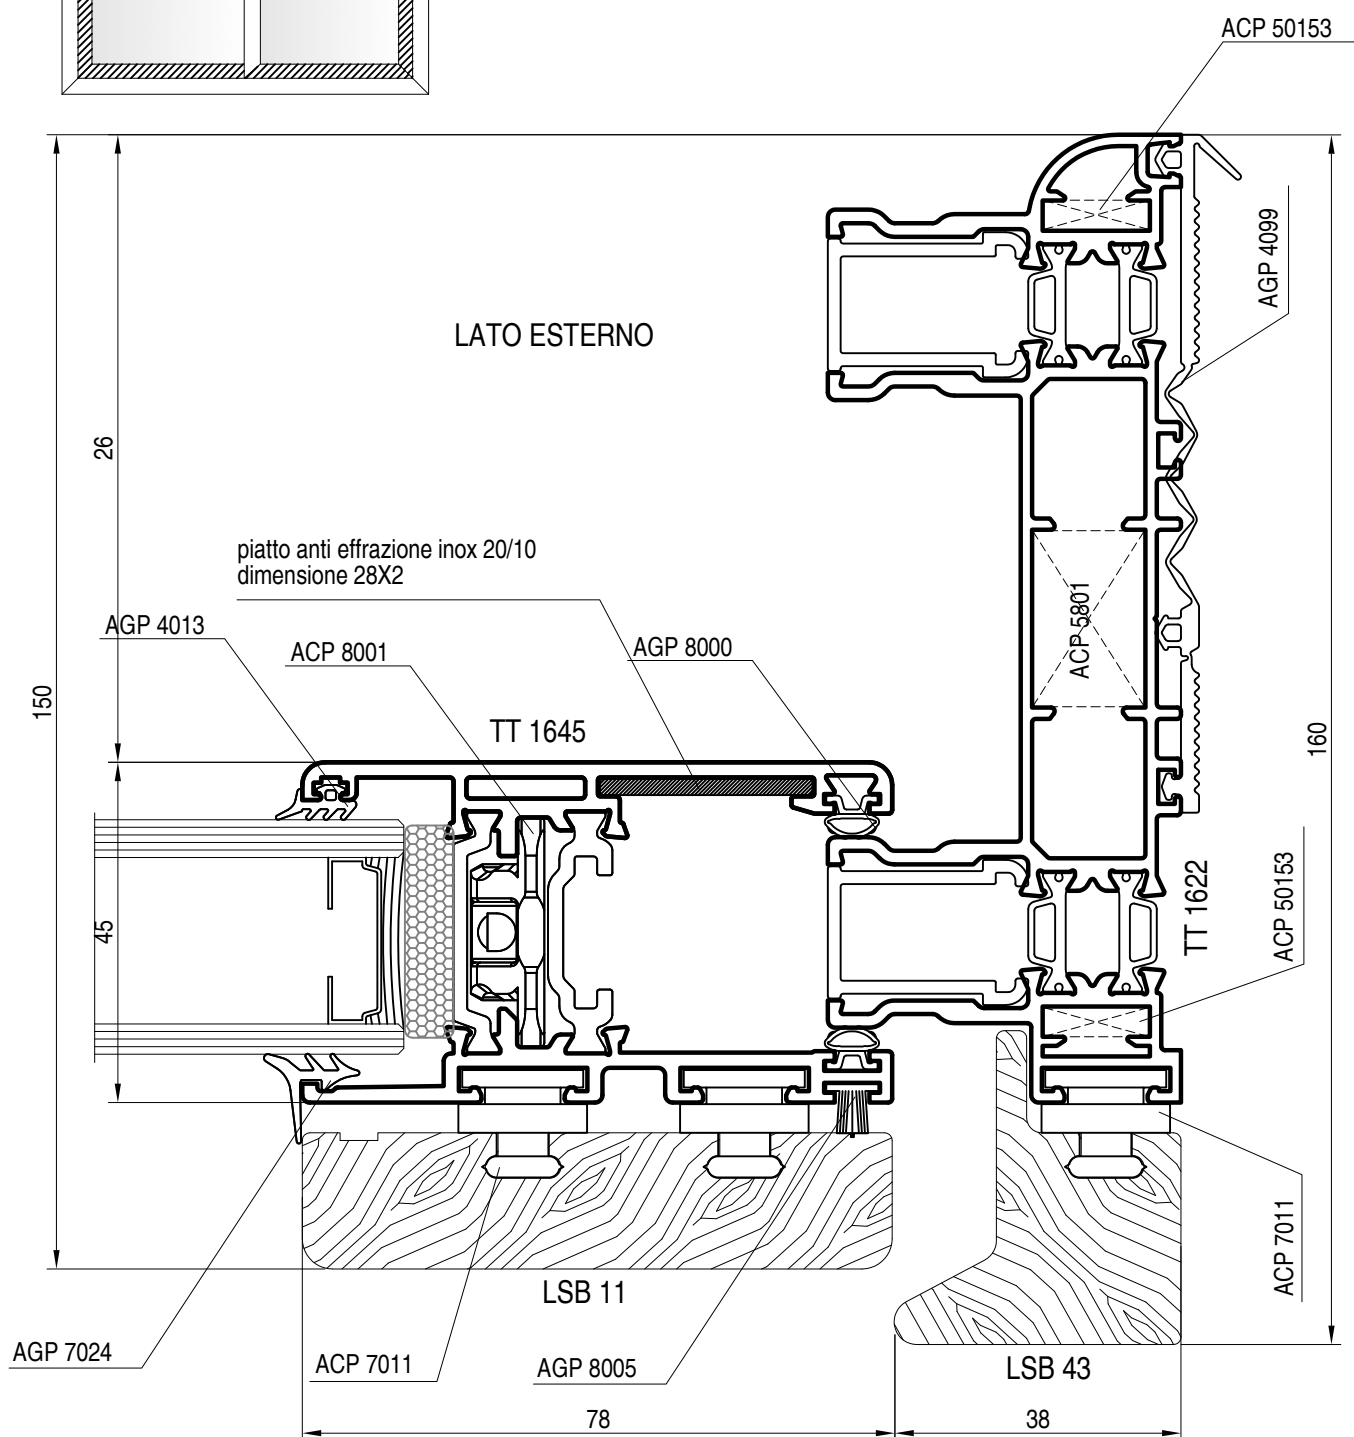 ACP 50153
AGP 4099
LATO ESTERNO
26
piatto anti effrazione inox 20/10
dimensione 28X2
AGP 4013
ACP 8001
AGP 8000
ACP 5801
150
TT 1645
160
45
TT 1622
ACP 50153
ACP 7011
LSB 11
AGP 7024
ACP 7011
AGP 8005
LSB 43
78
38